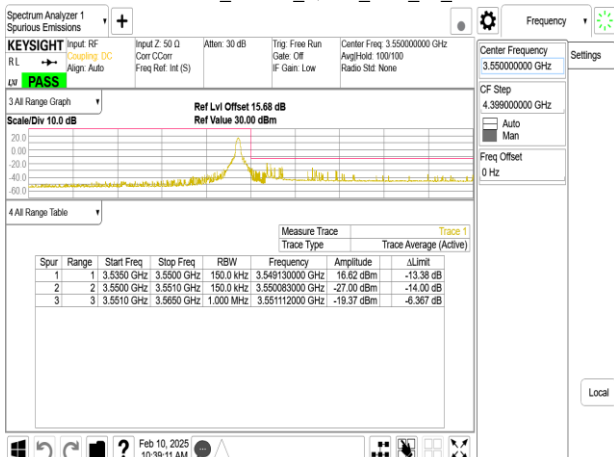 Spectrum Analyzer 1
Spurious Emissions
Frequency
KEYSIGHT
RL
LXI
PASS
Input: RF
Coupling: DC
Align: Auto
Input Z: 50 Ω
Corr CCorr
Freq Ref: Int (S)
Atten: 30 dB
Trig: Free Run
Gate: Off
IF Gain: Low
Center Freq: 3.550000000 GHz
Avg|Hold: 100/100
Radio Std: None
Center Frequency
3.550000000 GHz
Settings
CF Step
4.399000000 GHz
Auto
Man
Freq Offset
0 Hz
3 All Range Graph
Scale/Div 10.0 dB
Ref Lvl Offset 15.68 dB
Ref Value 30.00 dBm
20.0
0.00
-20.0
-40.0
-60.0
4 All Range Table
Measure Trace Trace 1
Trace Type Trace Average (Active)
Spur Range Start Freq Stop Freq RBW Frequency Amplitude ΔLimit
1 1 3.5350 GHz 3.5500 GHz 150.0 kHz 3.549130000 GHz 16.62 dBm -13.38 dB
2 2 3.5500 GHz 3.5510 GHz 150.0 kHz 3.550083000 GHz -27.00 dBm -14.00 dB
3 3 3.5510 GHz 3.5650 GHz 1.000 MHz 3.551112000 GHz -19.37 dBm -6.367 dB
Local
?
Feb 10, 2025
10:39:11 AM